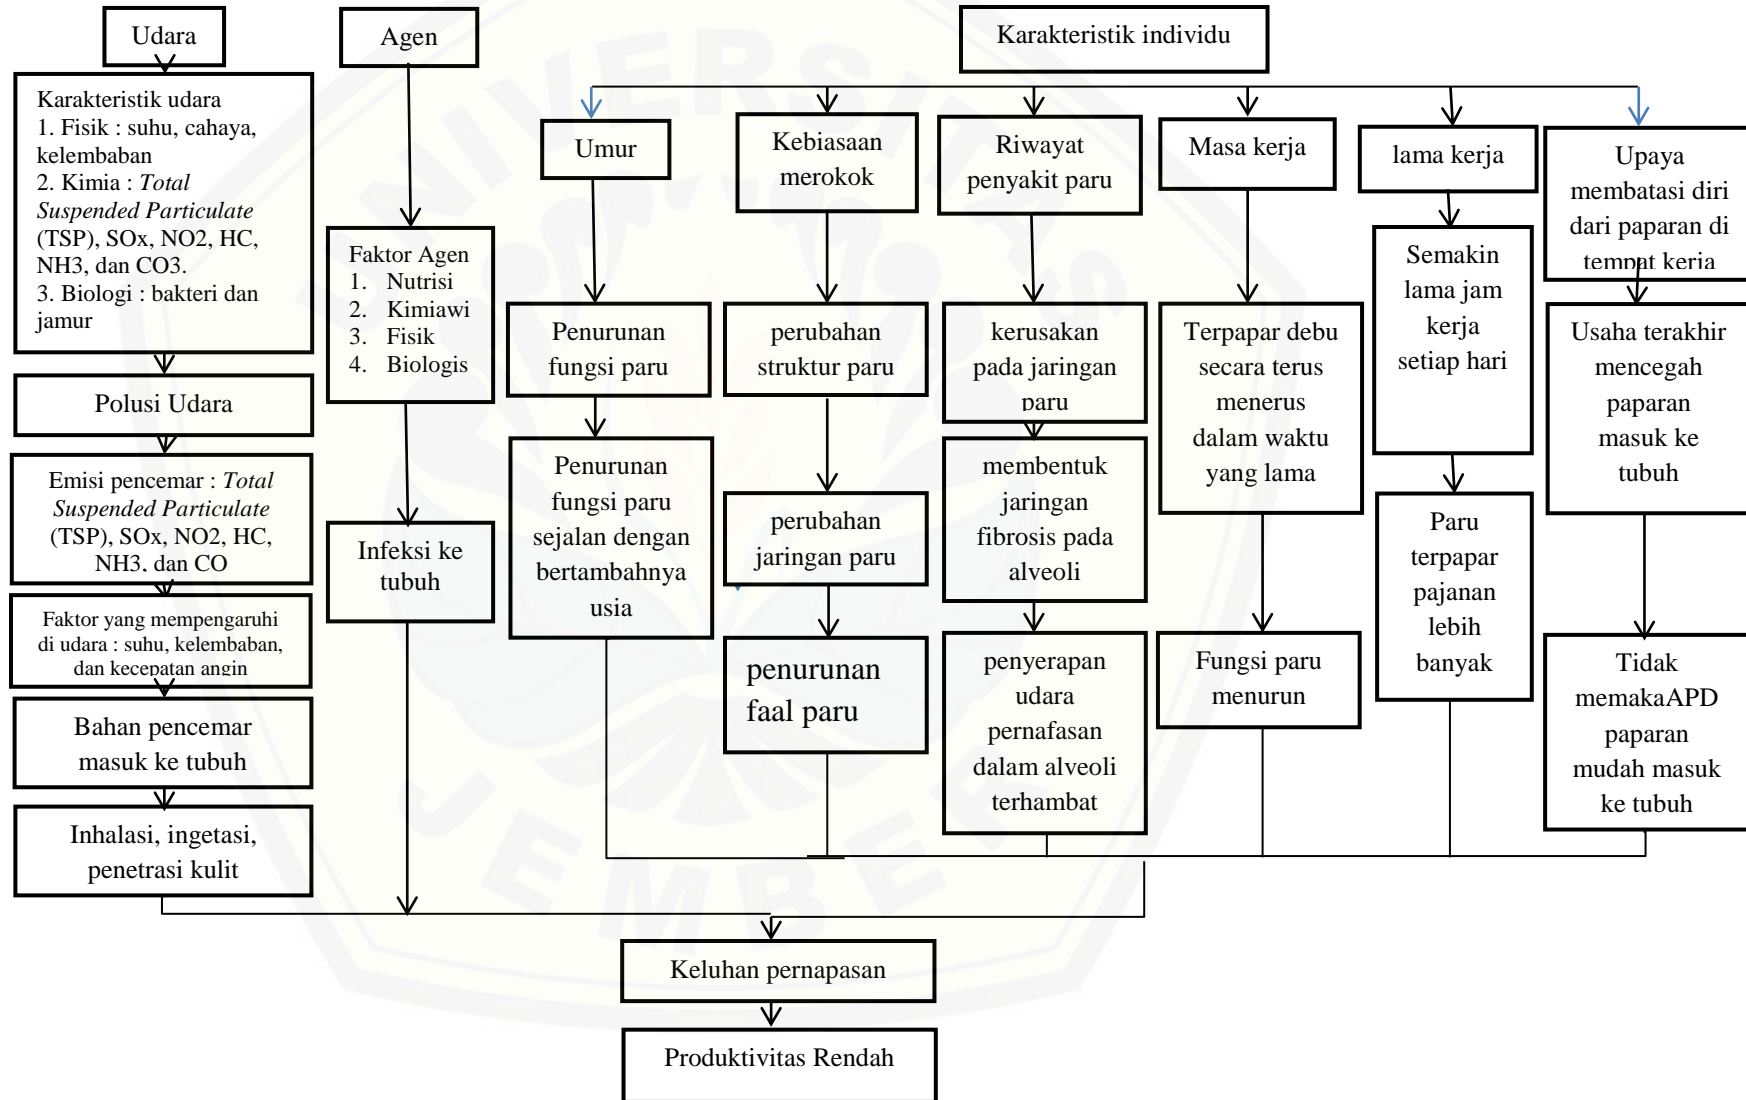 Udara
Agen
Karakteristik individu
Karakteristik udara
1. Fisik : suhu, cahaya,
kelembaban
2. Kimia : Total
Suspended Particulate
(TSP), SOx, NO2, HC,
NH3, dan CO3.
3. Biologi : bakteri dan
jamur
Polusi Udara
Emisi pencemar : Total
Suspended Particulate
(TSP), SOx, NO2, HC,
NH3, dan CO
Faktor yang mempengaruhi
di udara : suhu, kelembaban,
dan kecepatan angin
Bahan pencemar
masuk ke tubuh
Inhalasi, ingetasi,
penetrasi kulit
Faktor Agen
1. Nutrisi
2. Kimiawi
3. Fisik
4. Biologis
Infeksi ke
tubuh
Umur
Penurunan
fungsi paru
Penurunan
fungsi paru
sejalan dengan
bertambahnya
usia
Kebiasaan
merokok
perubahan
struktur paru
perubahan
jaringan paru
penurunan
faal paru
Riwayat
penyakit paru
kerusakan
pada jaringan
paru
membentuk
jaringan
fibrosis pada
alveoli
penyerapan
udara
pernafasan
dalam alveoli
terhambat
Masa kerja
Terpapar debu
secara terus
menerus
dalam waktu
yang lama
Fungsi paru
menurun
lama kerja
Semakin
lama jam
kerja
setiap hari
Paru
terpapar
pajanan
lebih
banyak
Upaya
membatasi diri
dari paparan di
tempat kerja
Usaha terakhir
mencegah
paparan
masuk ke
tubuh
Tidak
memakaAPD
paparan
mudah masuk
ke tubuh
Keluhan pernapasan
Produktivitas Rendah
UNIVERSITAS
JEMBER